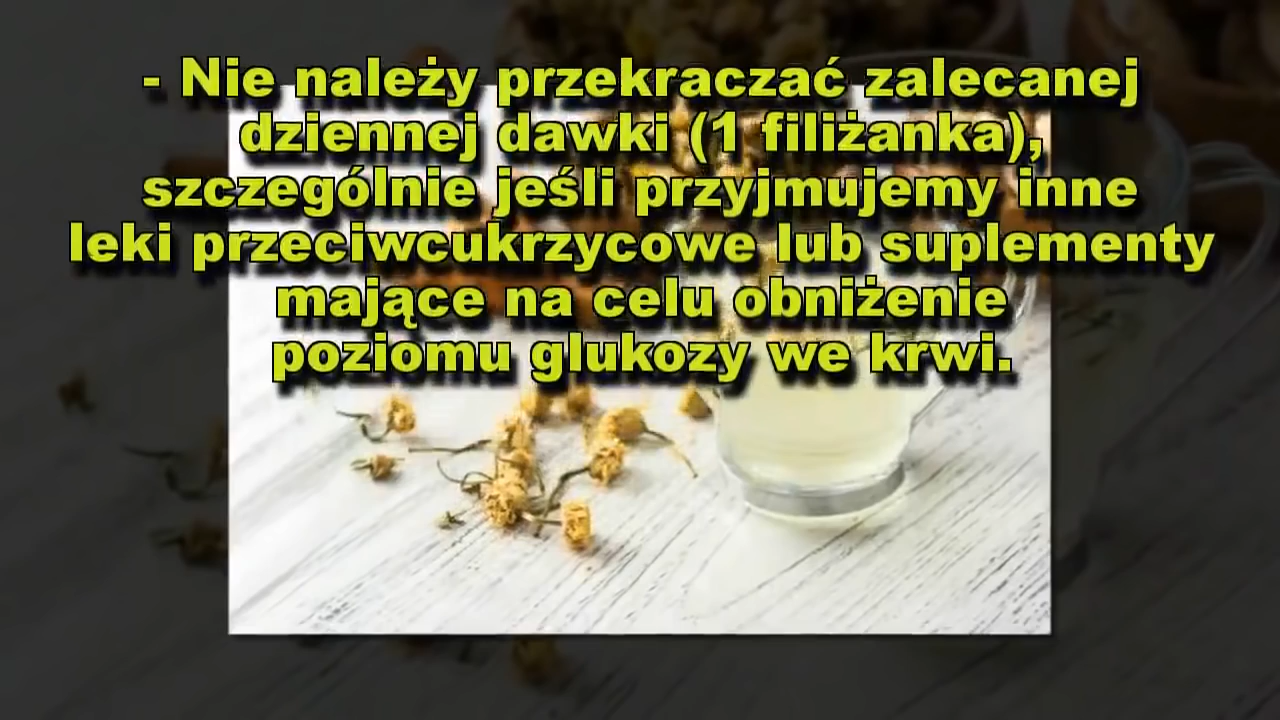 - Nie należy przekraczać zalecanej
dziennej dawki (1 filiżanka),
szczególnie jeśli przyjmujemy inne
leki przeciwcukrzycowe lub suplementy
mające na celu obniżenie
poziomu glukozy we krwi.